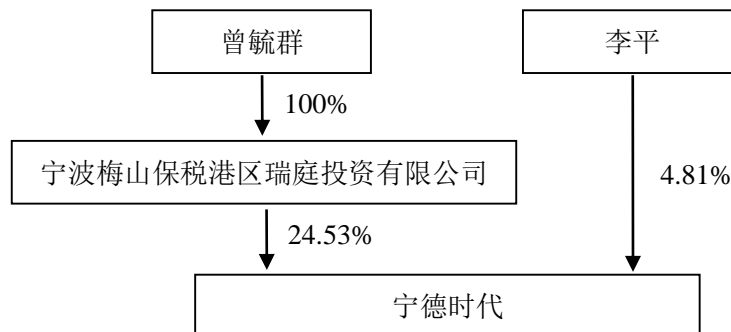 曾毓群
李平
100%
宁波梅山保税港区瑞庭投资有限公司
4.81%
24.53%
宁德时代